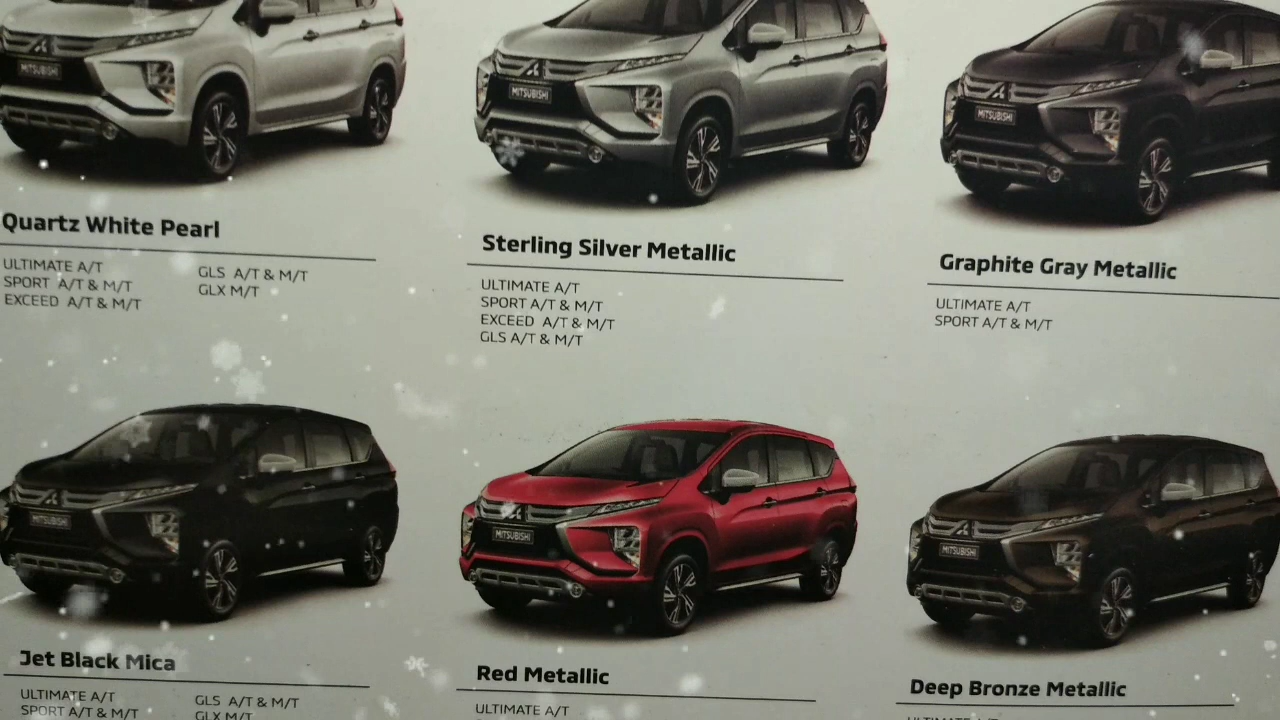 MITSUBISHI
MITSUBISHI
MITSUBISHI
Quartz White Pearl
ULTIMATE A/T
SPORT A/T & M/T
EXCEED A/T & M/T
GLS A/T & M/T
GLX M/T
Sterling Silver Metallic
ULTIMATE A/T
SPORT A/T & M/T
EXCEED A/T & M/T
GLS A/T & M/T
Graphite Gray Metallic
ULTIMATE A/T
SPORT A/T & M/T
MITSUBISHI
MITSUBISHI
MITSUBISHI
Jet Black Mica
ULTIMATE A/T
SPORT A/T & M/T
GLS A/T & M/T
GLX M/T
Red Metallic
ULTIMATE A/T
Deep Bronze Metallic